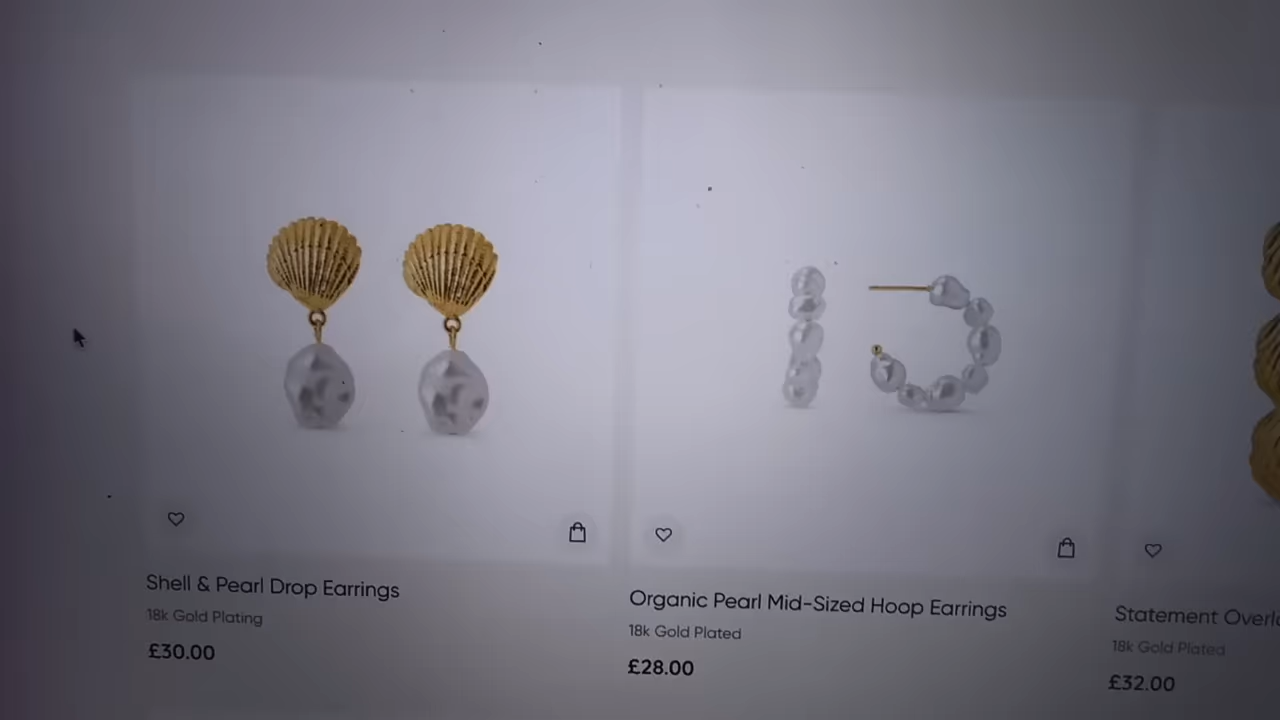 Shell & Pearl Drop Earrings
18k Gold Plating
£30.00
Organic Pearl Mid-Sized Hoop Earrings
18k Gold Plated
£28.00
Statement
18k Gold Plated
£32.00